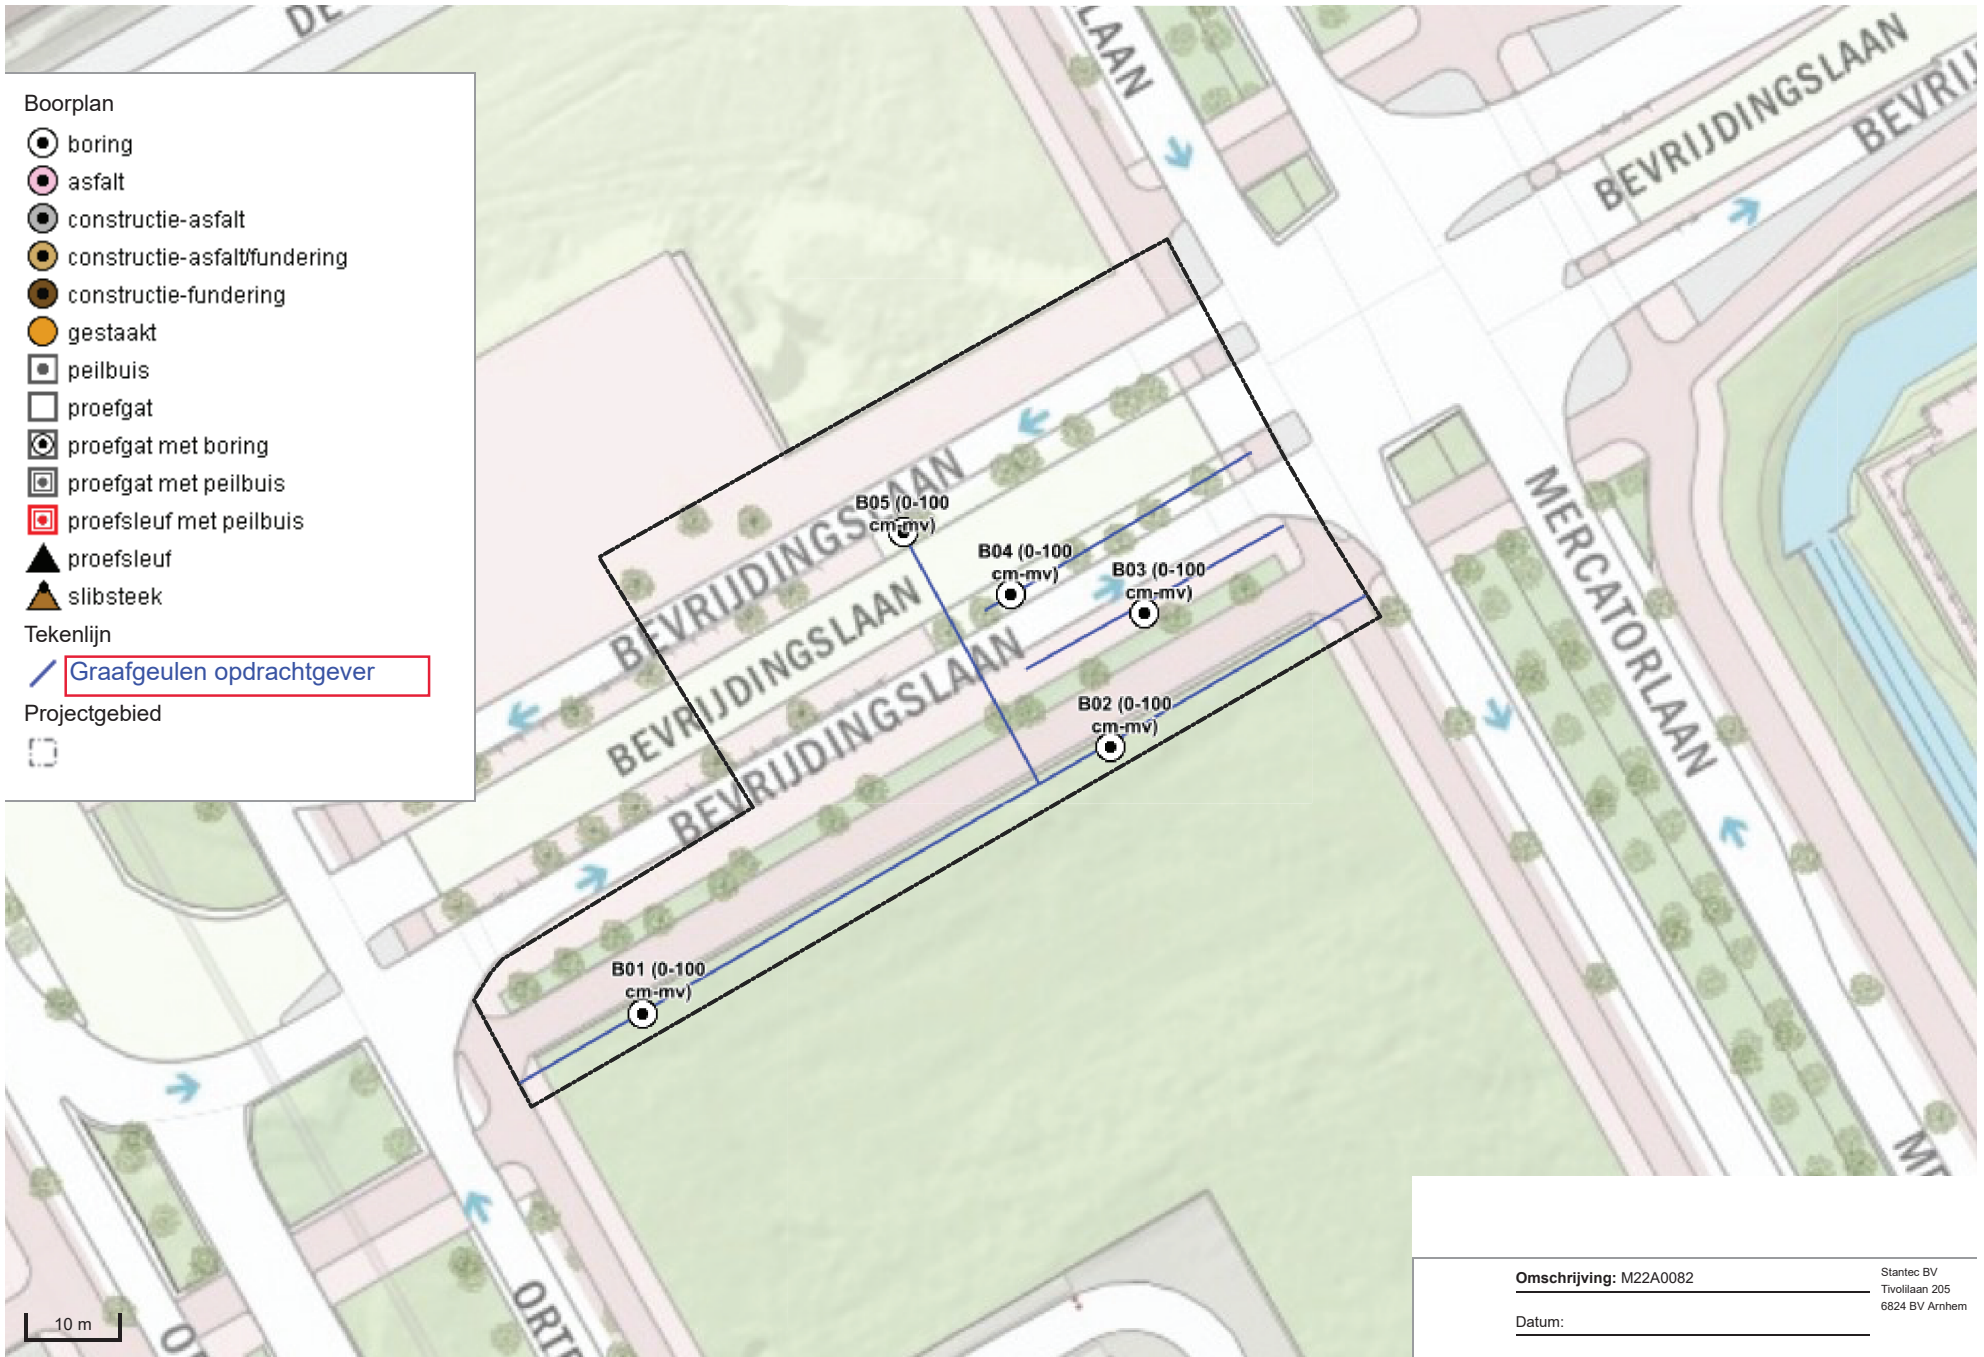 DE
LAAN
BEVRIJDINGSLAAN
BEVRIJ
Boorplan
boring
asfalt
constructie-asfalt
constructie-asfalt/fundering
constructie-fundering
gestaakt
peilbuis
proefgat
proefgat met boring
proefgat met peilbuis
proefsleuf met peilbuis
proefsleuf
slibsteek
Tekenlijn
Graafgeulen opdrachtgever
Projectgebied
BEVRIJDINGSLAAN
B05 (0-100
cm-mv)
B04 (0-100
cm-mv)
B03 (0-100
cm-mv)
BEVRIJDINGSLAAN
BEVRIJDINGSLAAN
B02 (0-100
cm-mv)
MERCATORLAAN
B01 (0-100
cm-mv)
10 m
Omschrijving: M22A0082
Datum:
Stantec BV
Tivolilaan 205
6824 BV Arnhem